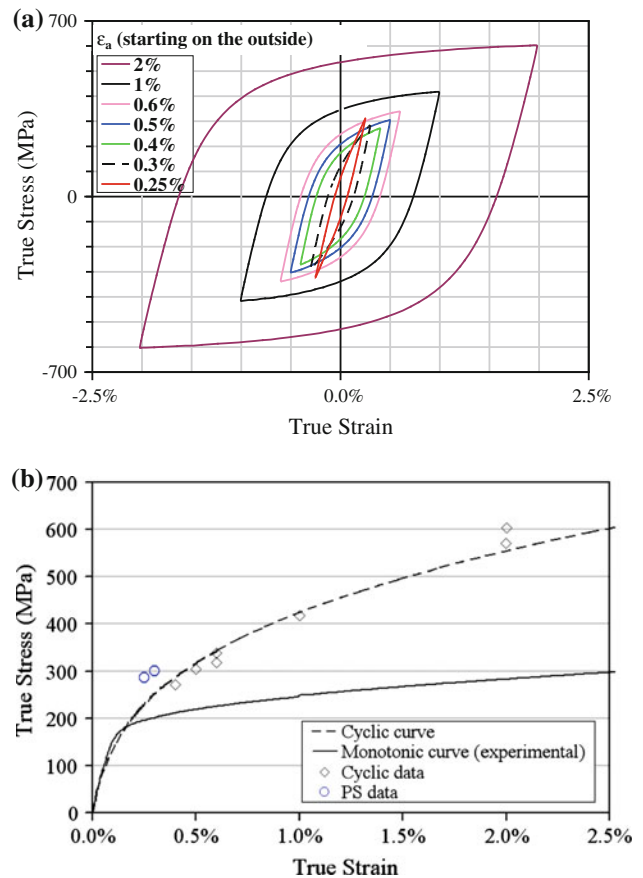 (a)
700
εa (starting on the outside)
2%
1%
0.6%
0.5%
0.4%
0.3%
0.25%
0
-700
True Stress (MPa)
-2.5%
0.0%
2.5%
True Strain
(b)
700
600
500
400
300
200
100
0
True Stress (MPa)
Cyclic curve
Monotonic curve (experimental)
Cyclic data
PS data
0.0%
0.5%
1.0%
1.5%
2.0%
2.5%
True Strain